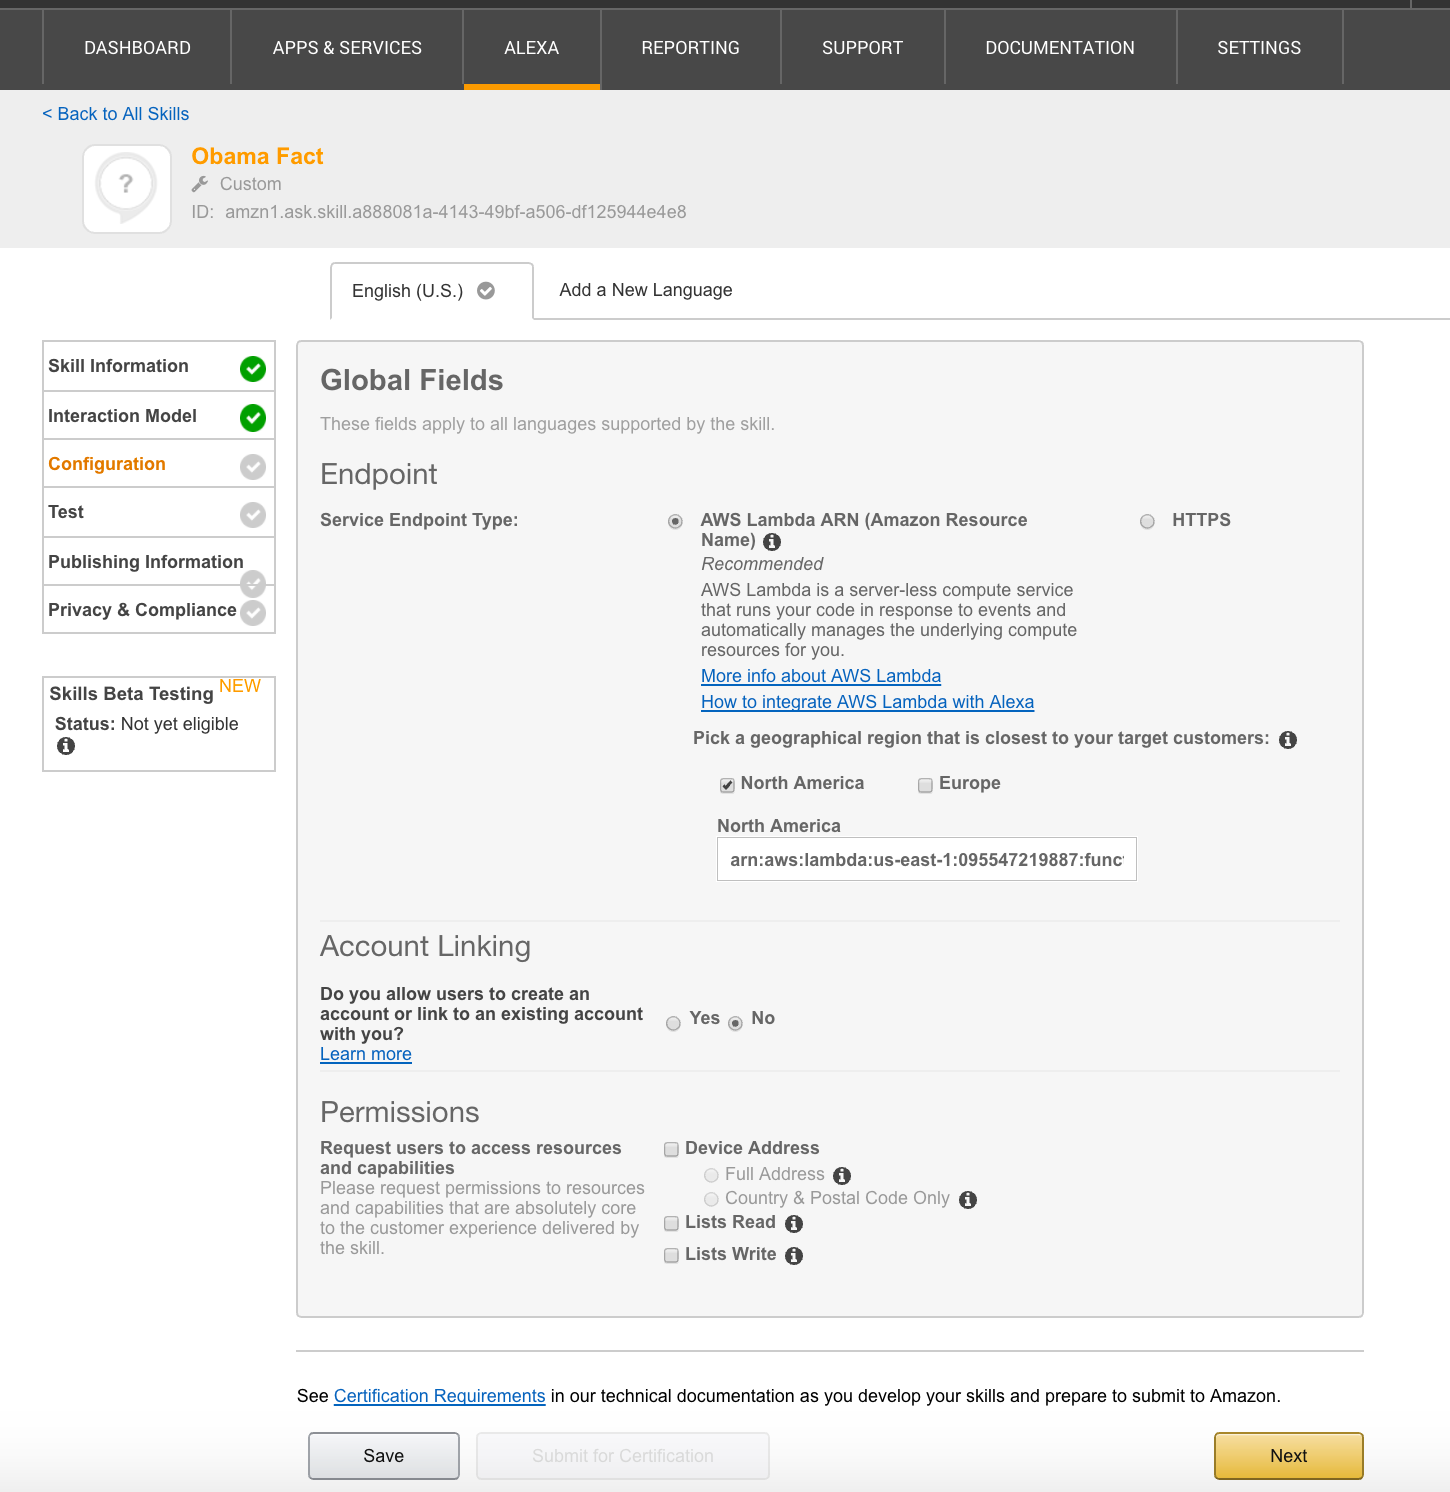 DASHBOARD APPS & SERVICES ALEXA REPORTING SUPPORT DOCUMENTATION SETTINGS
< Back to All Skills
?
Obama Fact
Custom
ID: amzn1.ask.skill.a888081a-4143-49bf-a506-df125944e4e8
English (U.S.) Add a New Language
Skill Information
Interaction Model
Configuration
Test
Publishing Information
Privacy & Compliance
Skills Beta Testing NEW
Status: Not yet eligible
Global Fields
These fields apply to all languages supported by the skill.
Endpoint
Service Endpoint Type:
AWS Lambda ARN (Amazon Resource
Name)
Recommended
AWS Lambda is a server-less compute service
that runs your code in response to events and
automatically manages the underlying compute
resources for you.
More info about AWS Lambda
How to integrate AWS Lambda with Alexa
HTTPS
Pick a geographical region that is closest to your target customers:
North America Europe
North America
arn:aws:lambda:us-east-1:095547219887:func
Account Linking
Do you allow users to create an
account or link to an existing account
with you?
Learn more
Yes No
Permissions
Request users to access resources
and capabilities
Please request permissions to resources
and capabilities that are absolutely core
to the customer experience delivered by
the skill.
Device Address
Full Address
Country & Postal Code Only
Lists Read
Lists Write
See Certification Requirements in our technical documentation as you develop your skills and prepare to submit to Amazon.
Save Submit for Certification Next